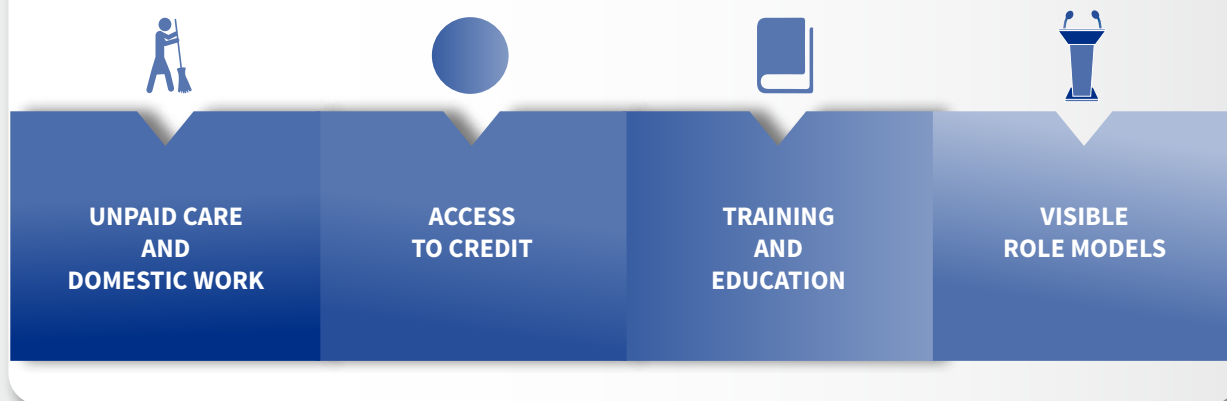 UNPAID CARE
AND
DOMESTIC WORK
ACCESS
TO CREDIT
TRAINING
AND
EDUCATION
VISIBLE
ROLE MODELS